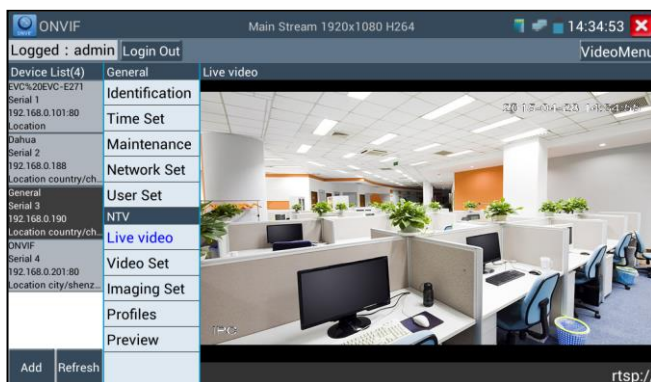 ONVIF
Main Stream 1920x1080 H264
14:34:53
Logged : admin
Login Out
VideoMenu
Device List(4)
General
Live video
EVC%20EVC-E271
Serial 1
192.168.0.101:80
Location
Dahua
Serial 2
192.168.0.188
Location country/ch...
General
Serial 3
192.168.0.190
Location country/ch...
ONVIF
Serial 4
192.168.0.201:80
Location city/shenz...
Add
Refresh
Identification
Time Set
Maintenance
Network Set
User Set
NTV
Live video
Video Set
Imaging Set
Profiles
Preview
IPC
rtsp:/